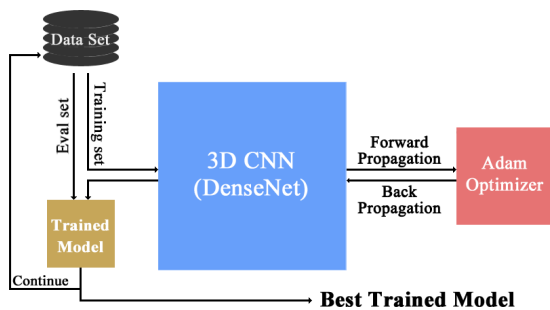 Data Set
Eval set
Training set
3D CNN
(DenseNet)
Forward
Propagation
Back
Propagation
Adam
Optimizer
Trained
Model
Continue
Best Trained Model